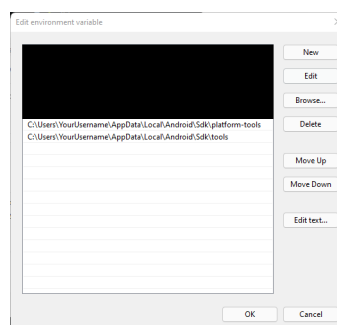 Edit environment variable
New
Edit
Browse...
C:\Users\YourUsername\AppData\Local\Android\Sdk\platform-tools
Delete
C:\Users\YourUsername\AppData\Local\Android\Sdk\tools
Move Up
Move Down
Edit text...
OK
Cancel